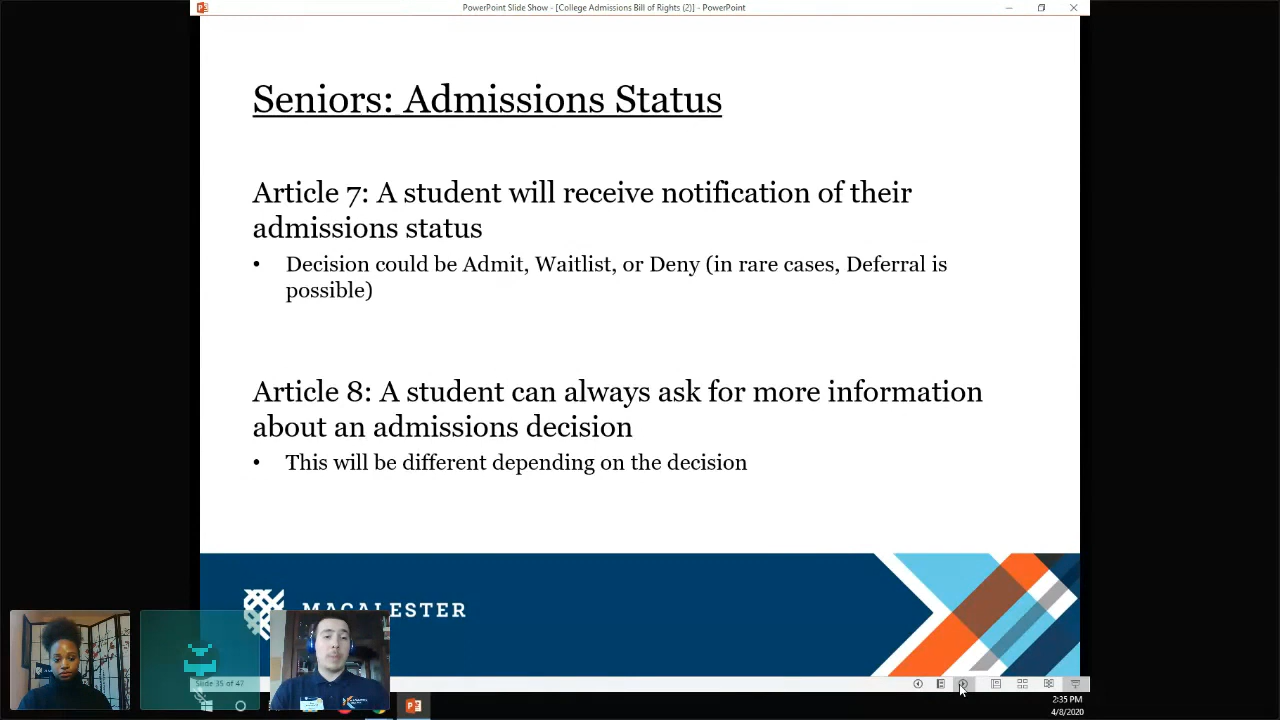 PowerPoint Slide Show - [College Admissions Bill of Rights (2)] - PowerPoint
Seniors: Admissions Status
Article 7: A student will receive notification of their
admissions status
• Decision could be Admit, Waitlist, or Deny (in rare cases, Deferral is
possible)
Article 8: A student can always ask for more information
about an admissions decision
• This will be different depending on the decision
MACALESTER
Slide 35 of 47
2:35 PM
4/8/2020